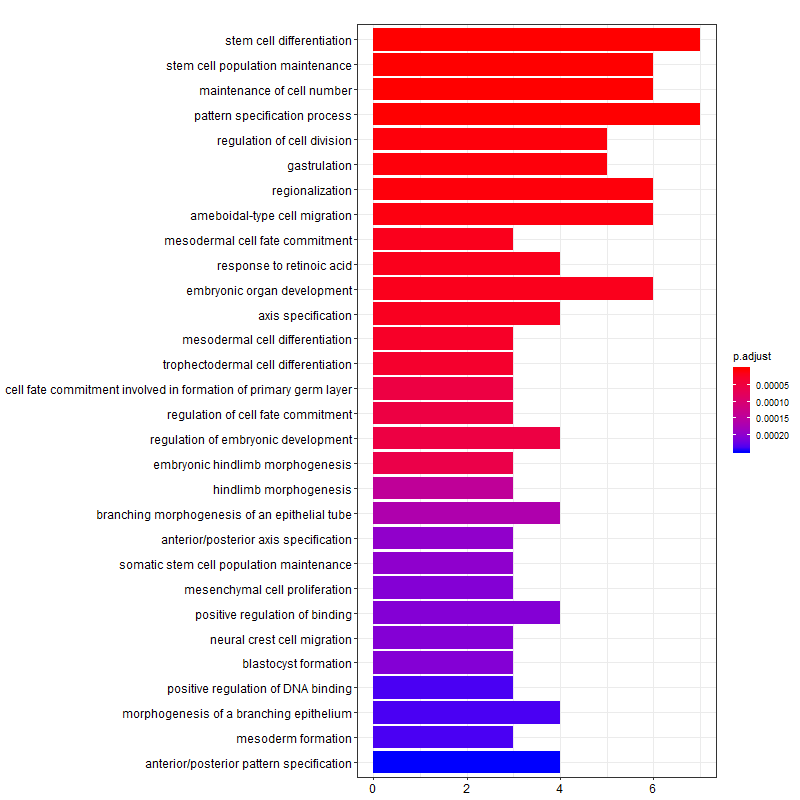 stem cell differentiation
stem cell population maintenance
maintenance of cell number
pattern specification process
regulation of cell division
gastrulation
regionalization
ameboidal-type cell migration
mesodermal cell fate commitment
response to retinoic acid
embryonic organ development
axis specification
mesodermal cell differentiation
trophectodermal cell differentiation
cell fate commitment involved in formation of primary germ layer
regulation of cell fate commitment
regulation of embryonic development
embryonic hindlimb morphogenesis
hindlimb morphogenesis
branching morphogenesis of an epithelial tube
anterior/posterior axis specification
somatic stem cell population maintenance
mesenchymal cell proliferation
positive regulation of binding
neural crest cell migration
blastocyst formation
positive regulation of DNA binding
morphogenesis of a branching epithelium
mesoderm formation
anterior/posterior pattern specification
0 2 4 6
p.adjust
0.00005
0.00010
0.00015
0.00020